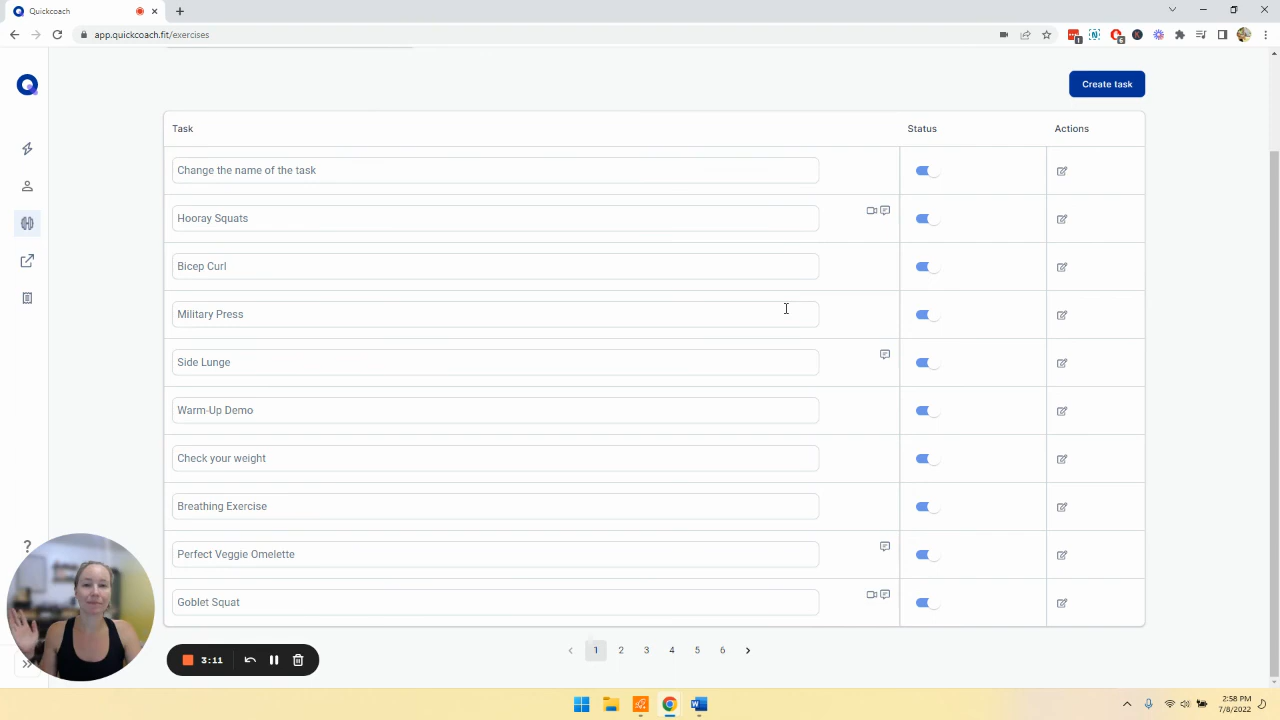 Quickcoach
app.quickcoach.fit/exercises
1
6
Create task
Task Status Actions
Change the name of the task
Hooray Squats
Bicep Curl
Military Press
Side Lunge
Warm-Up Demo
Check your weight
Breathing Exercise
Perfect Veggie Omelette
Goblet Squat
?
3:11
1 2 3 4 5 6
2:58 PM
7/8/2022